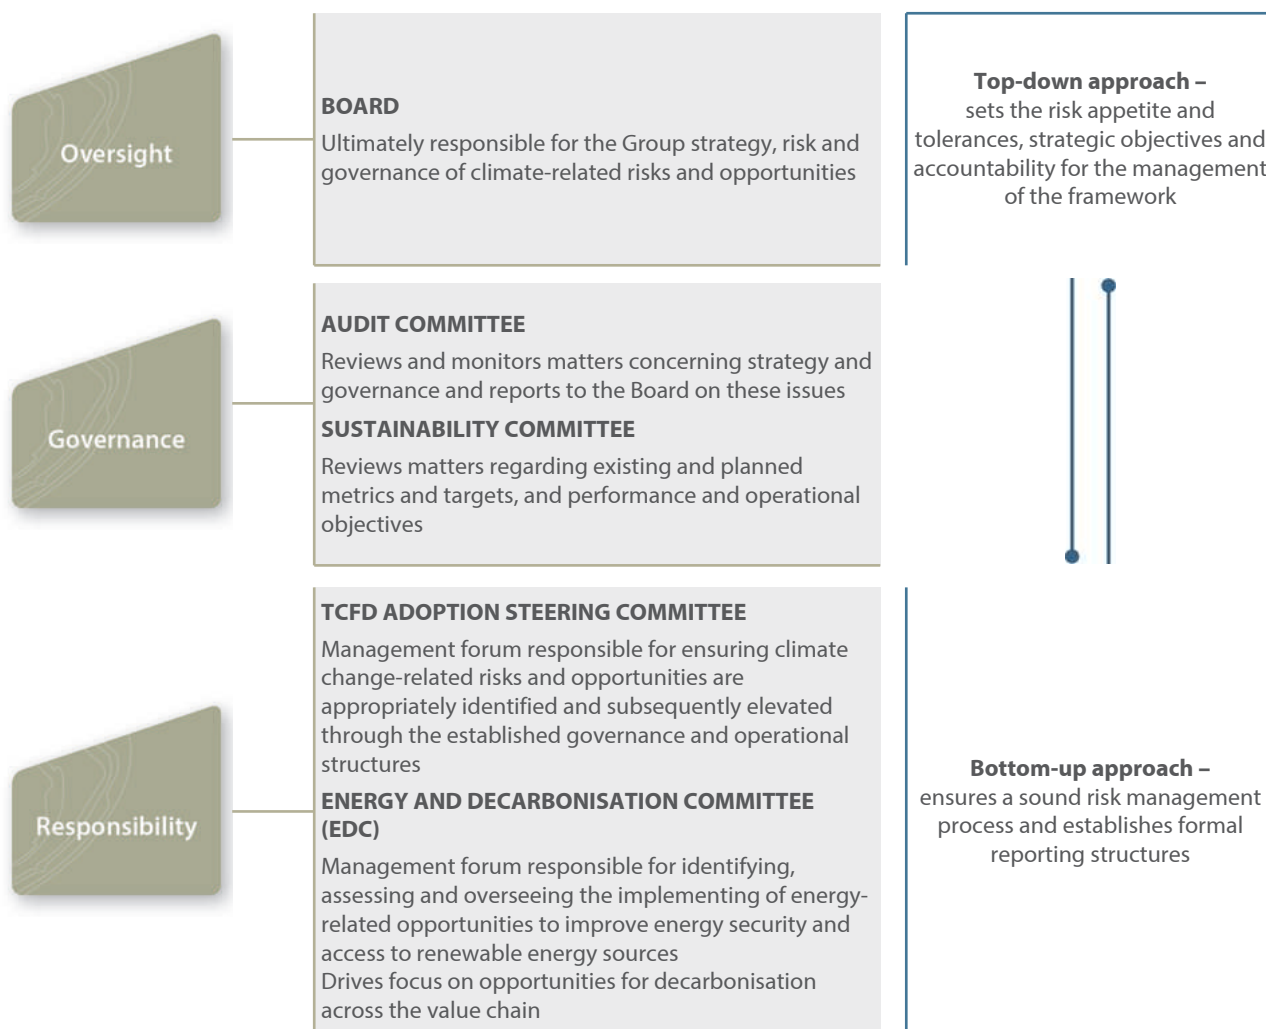 Oversight
BOARD
Ultimately responsible for the Group strategy, risk and
governance of climate-related risks and opportunities
Top-down approach –
sets the risk appetite and
tolerances, strategic objectives and
accountability for the management
of the framework
Governance
AUDIT COMMITTEE
Reviews and monitors matters concerning strategy and
governance and reports to the Board on these issues
SUSTAINABILITY COMMITTEE
Reviews matters regarding existing and planned
metrics and targets, and performance and operational
objectives
Responsibility
TCFD ADOPTION STEERING COMMITTEE
Management forum responsible for ensuring climate
change-related risks and opportunities are
appropriately identified and subsequently elevated
through the established governance and operational
structures
ENERGY AND DECARBONISATION COMMITTEE
(EDC)
Management forum responsible for identifying,
assessing and overseeing the implementing of energy-
related opportunities to improve energy security and
access to renewable energy sources
Drives focus on opportunities for decarbonisation
across the value chain
Bottom-up approach –
ensures a sound risk management
process and establishes formal
reporting structures